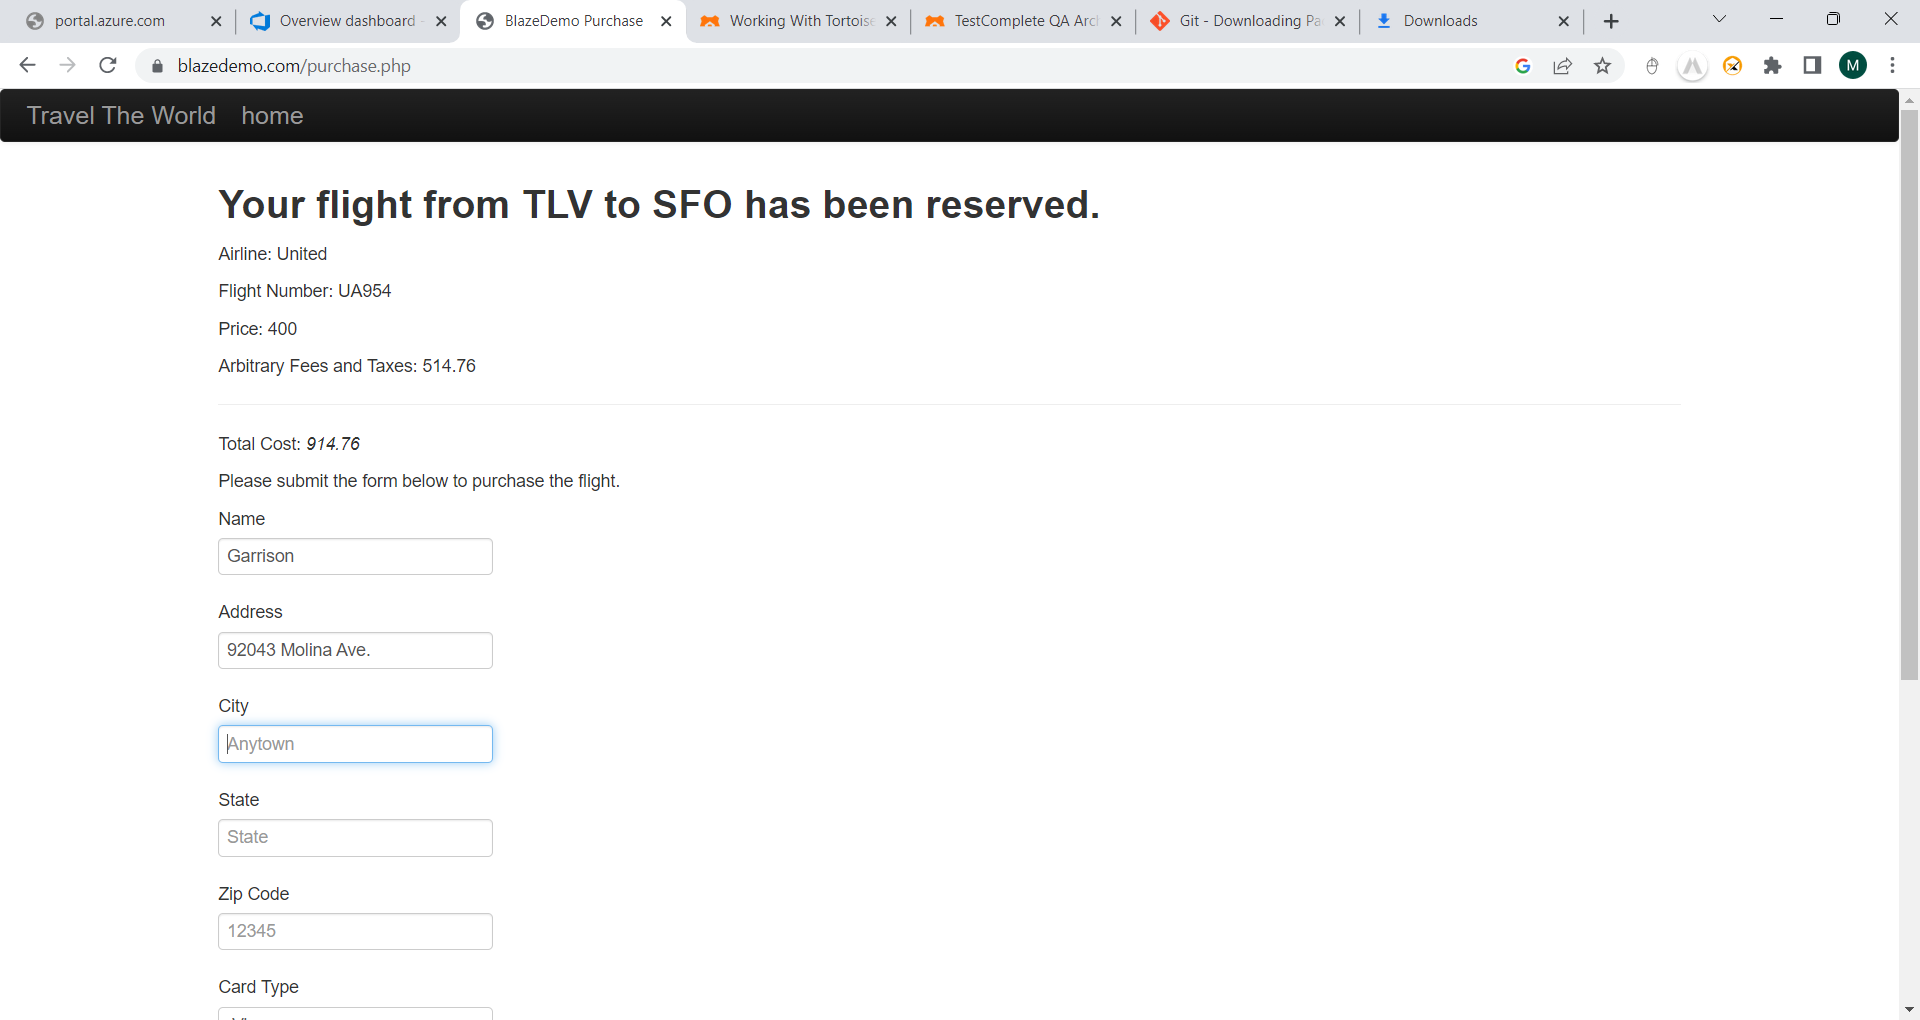 portal.azure.com
Overview dashboard
BlazeDemo Purchase
Working With Tortoise
TestComplete QA Arc
Git - Downloading Pa
Downloads
blazedemo.com/purchase.php
M
Travel The World home
Your flight from TLV to SFO has been reserved.
Airline: United
Flight Number: UA954
Price: 400
Arbitrary Fees and Taxes: 514.76
Total Cost: 914.76
Please submit the form below to purchase the flight.
Name
Garrison
Address
92043 Molina Ave.
City
Anytown
State
State
Zip Code
12345
Card Type